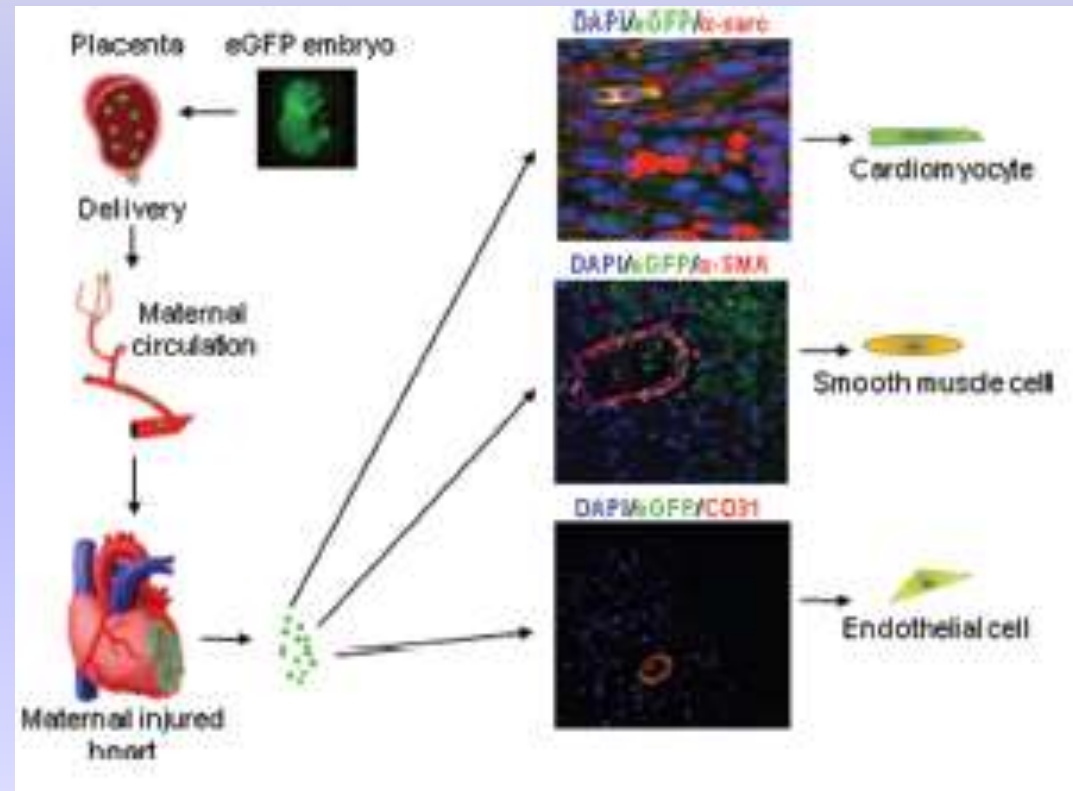 Placenta
eGFP embryo
Delivery
Maternal
circulation
Maternal injured
heart
DAPI/eGFP/α-sarc
Cardiomyocyte
DAPI/eGFP/α-SMA
Smooth muscle cell
DAPI/eGFP/CD31
Endothelial cell